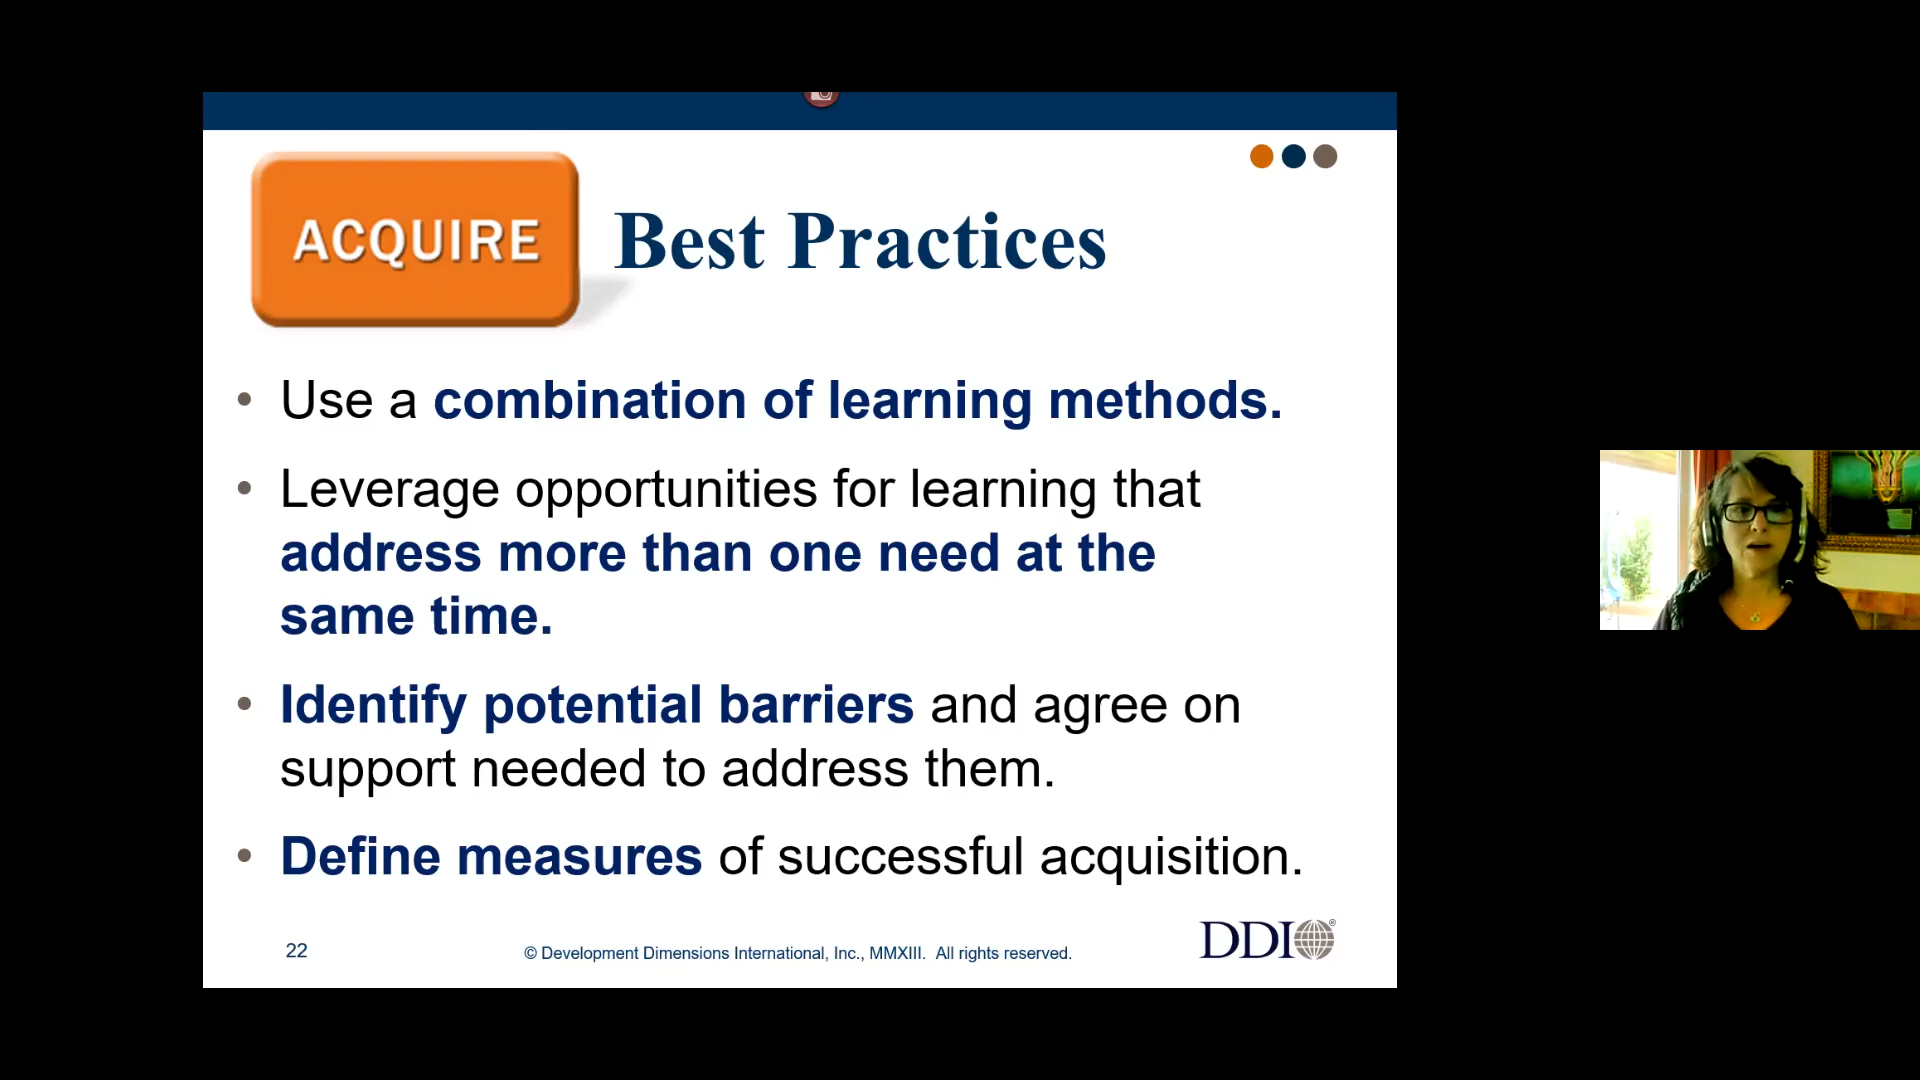 ACQUIRE
Best Practices
• Use a combination of learning methods.
• Leverage opportunities for learning that
address more than one need at the
same time.
• Identify potential barriers and agree on
support needed to address them.
• Define measures of successful acquisition.
22
© Development Dimensions International, Inc., MMXIII. All rights reserved.
DDI®